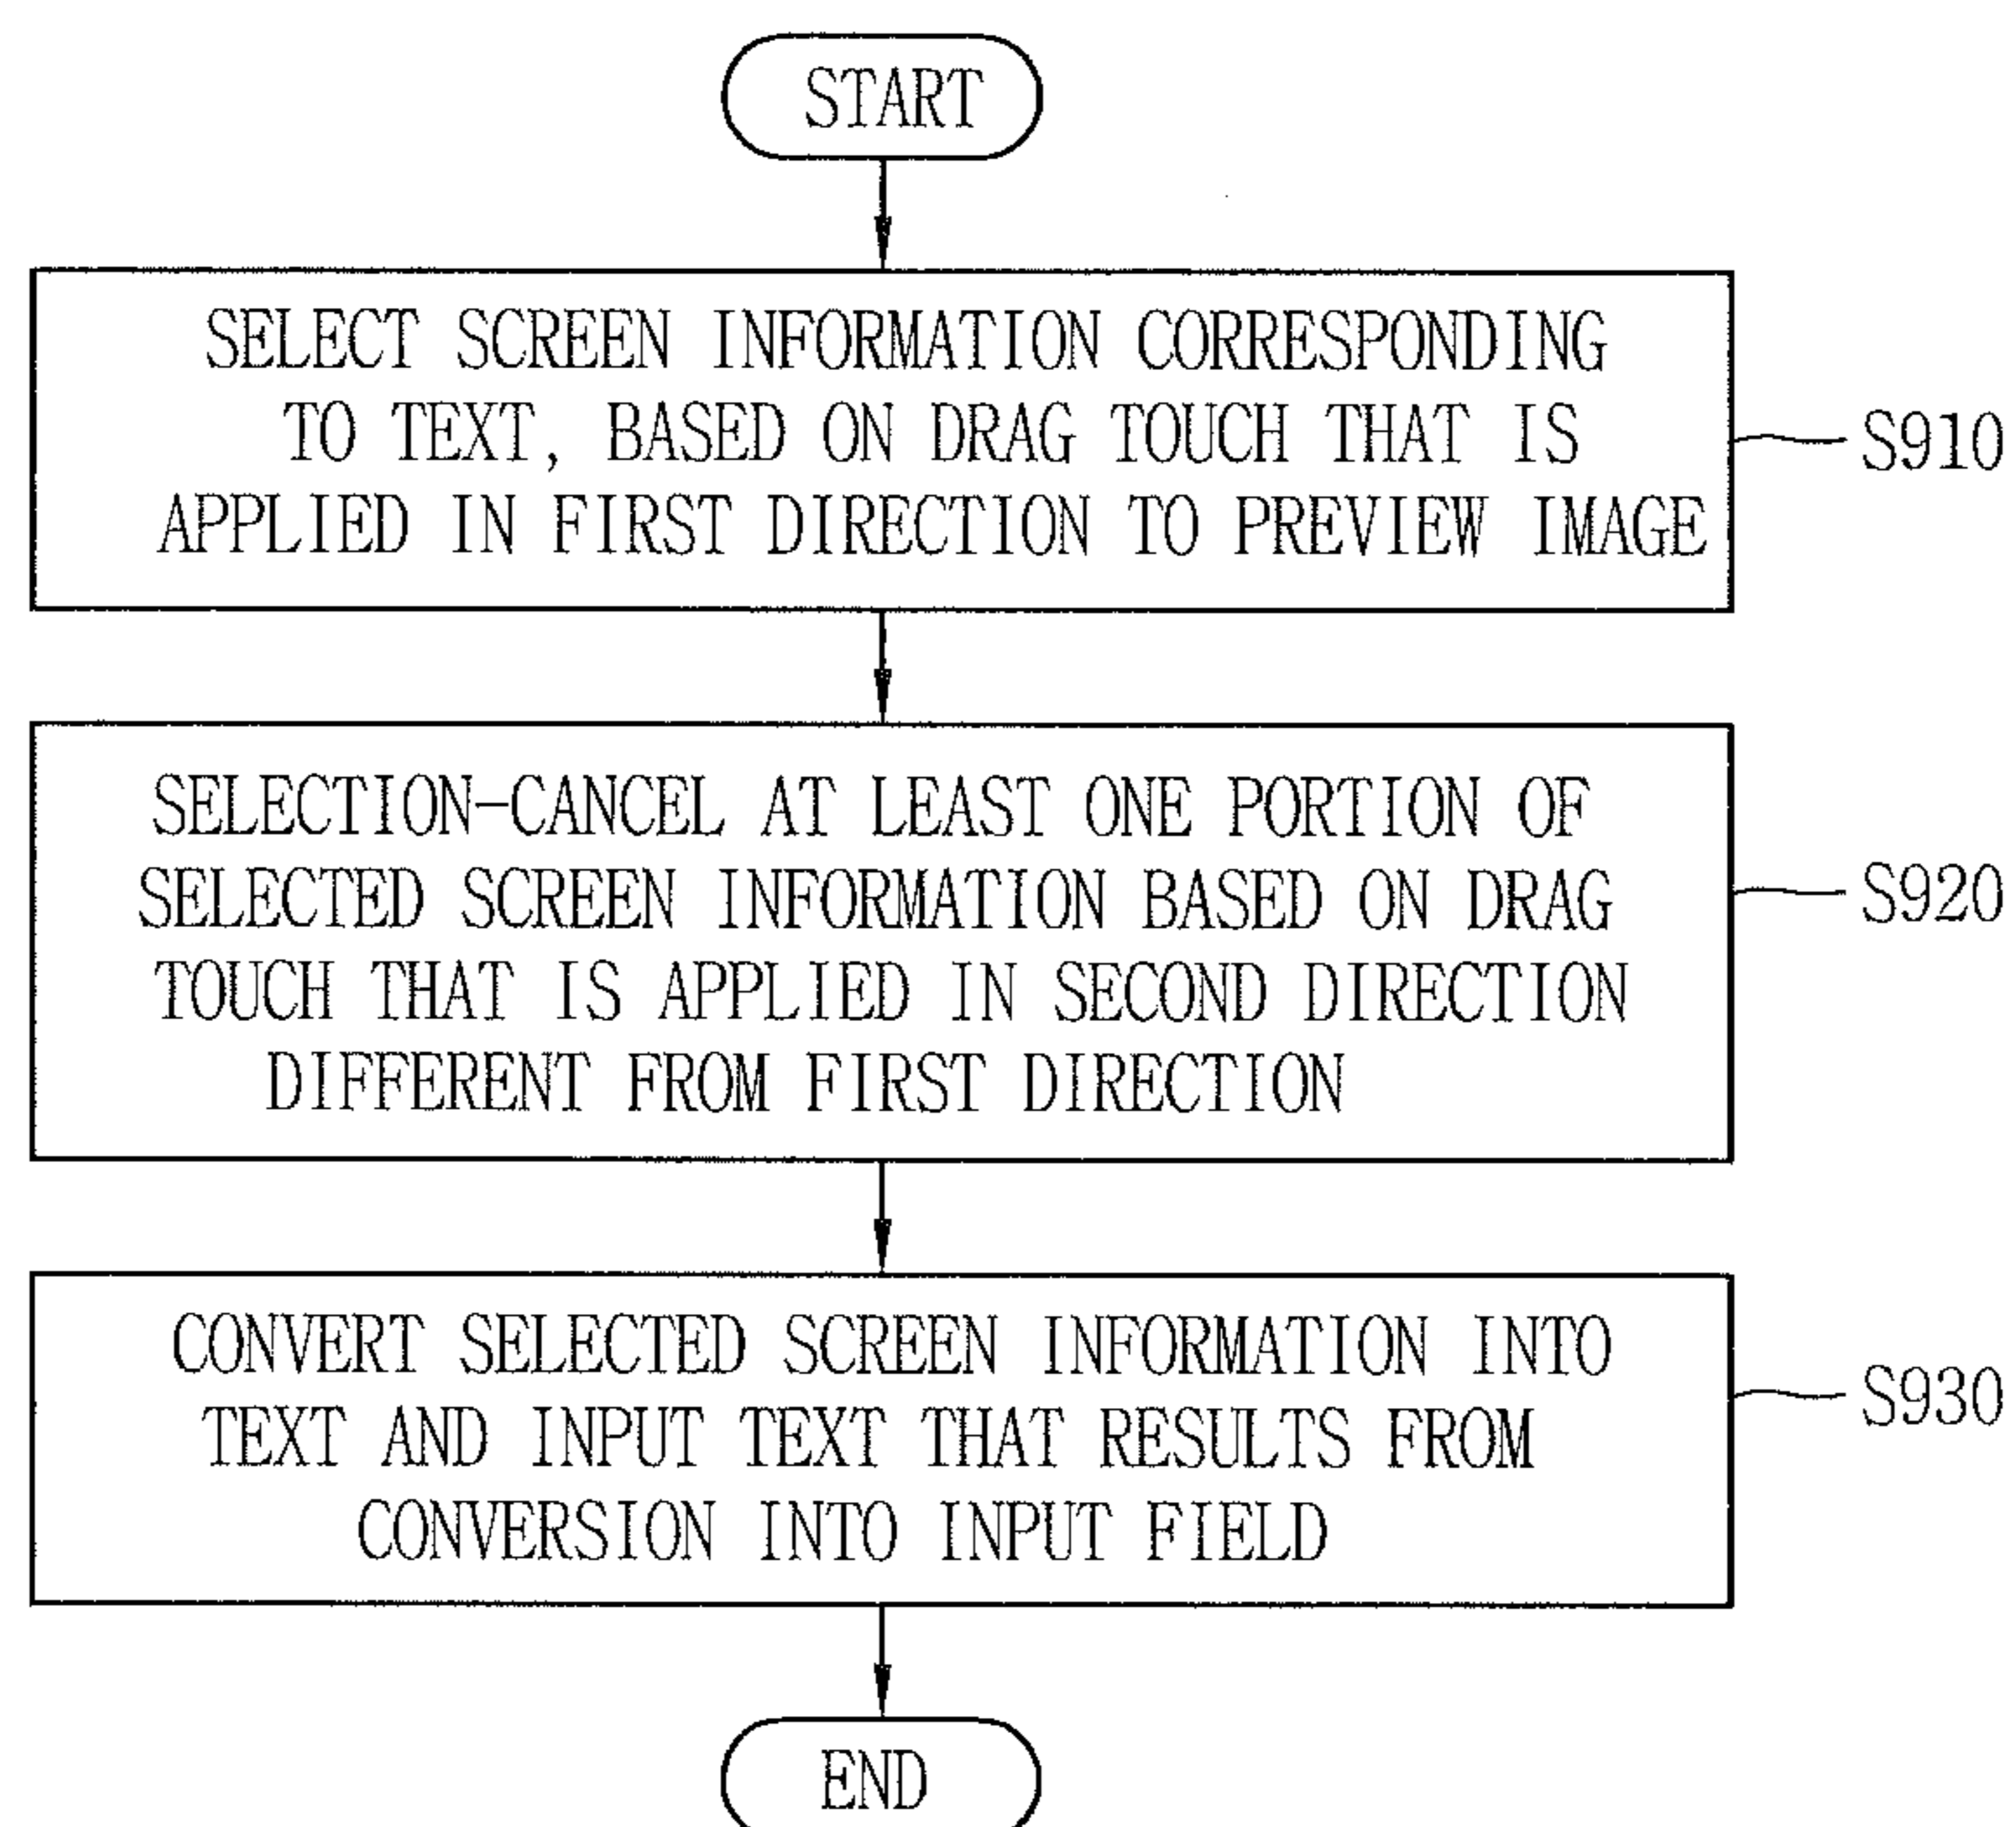 START
SELECT SCREEN INFORMATION CORRESPONDING
TO TEXT, BASED ON DRAG TOUCH THAT IS
APPLIED IN FIRST DIRECTION TO PREVIEW IMAGE
S910
SELECTION-CANCEL AT LEAST ONE PORTION OF
SELECTED SCREEN INFORMATION BASED ON DRAG
TOUCH THAT IS APPLIED IN SECOND DIRECTION
DIFFERENT FROM FIRST DIRECTION
S920
CONVERT SELECTED SCREEN INFORMATION INTO
TEXT AND INPUT TEXT THAT RESULTS FROM
CONVERSION INTO INPUT FIELD
S930
END